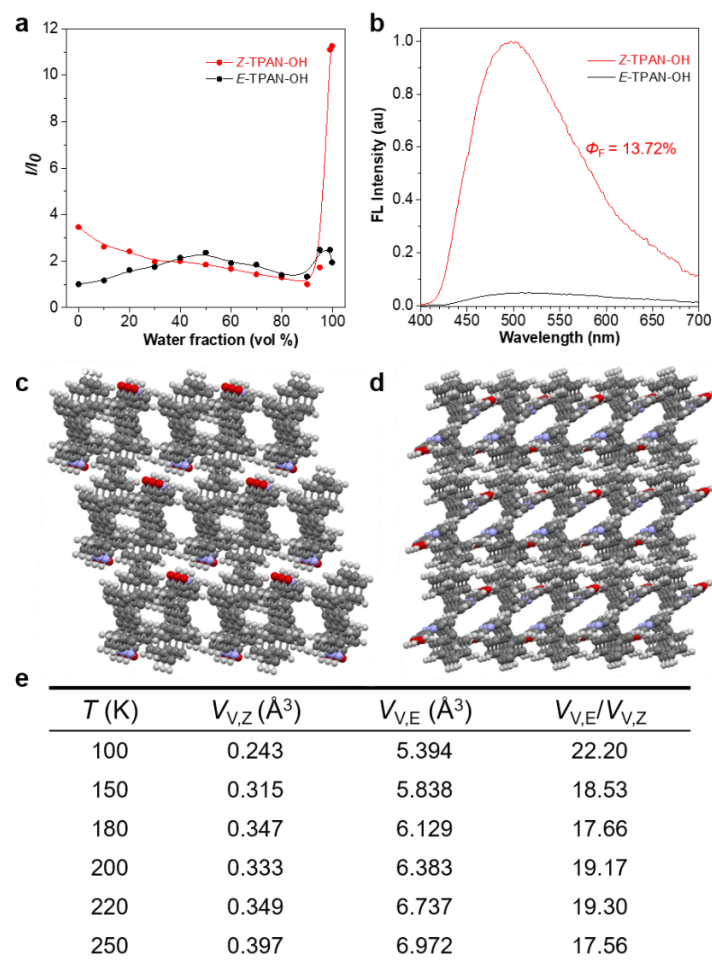 a
12
10
8
6
4
2
0
I/I0
Z-TPAN-OH
E-TPAN-OH
0 20 40 60 80 100
Water fraction (vol %)
b
1.0
0.8
0.6
0.4
0.2
0.0
FL Intensity (au)
Z-TPAN-OH
E-TPAN-OH
ΦF = 13.72%
400 450 500 550 600 650 700
Wavelength (nm)
c
d
e
T (K) VV,Z (Å3) VV,E (Å3) VV,E/VV,Z
100 0.243 5.394 22.20
150 0.315 5.838 18.53
180 0.347 6.129 17.66
200 0.333 6.383 19.17
220 0.349 6.737 19.30
250 0.397 6.972 17.56